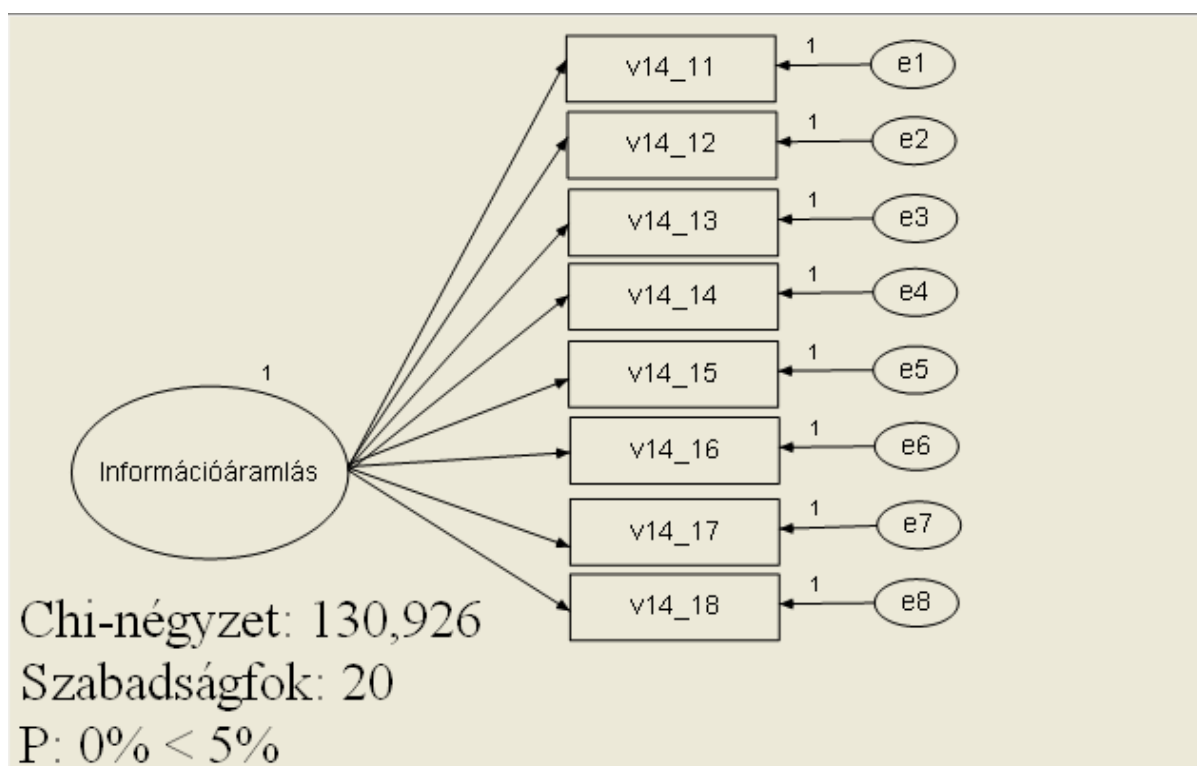 v14_11 1 e1
v14_12 1 e2
v14_13 1 e3
v14_14 1 e4
v14_15 1 e5
1
v14_16 1 e6
Információáramlás
v14_17 1 e7
v14_18 1 e8
Chi-négyzet: 130,926
Szabadságfok: 20
P: 0% < 5%